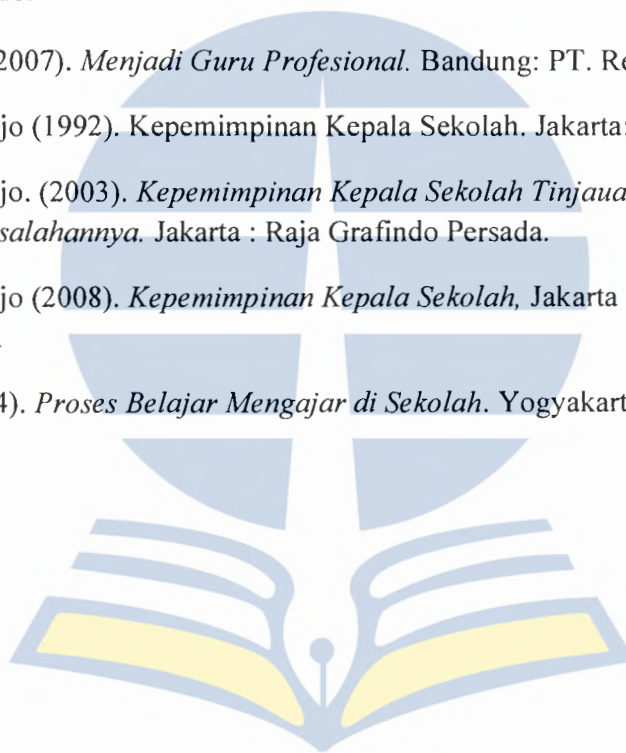 2007). Menjadi Guru Profesional. Bandung: PT. Re
jo (1992). Kepemimpinan Kepala Sekolah. Jakarta:
jo. (2003). Kepemimpinan Kepala Sekolah Tinjaua
salahannya. Jakarta : Raja Grafindo Persada.
jo (2008). Kepemimpinan Kepala Sekolah, Jakarta
4). Proses Belajar Mengajar di Sekolah. Yogyakart